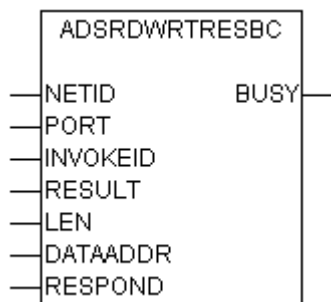 ADSRDWRTRESBC
NETID BUSY
PORT
INVOKEID
RESULT
LEN
DATAADDR
RESPOND